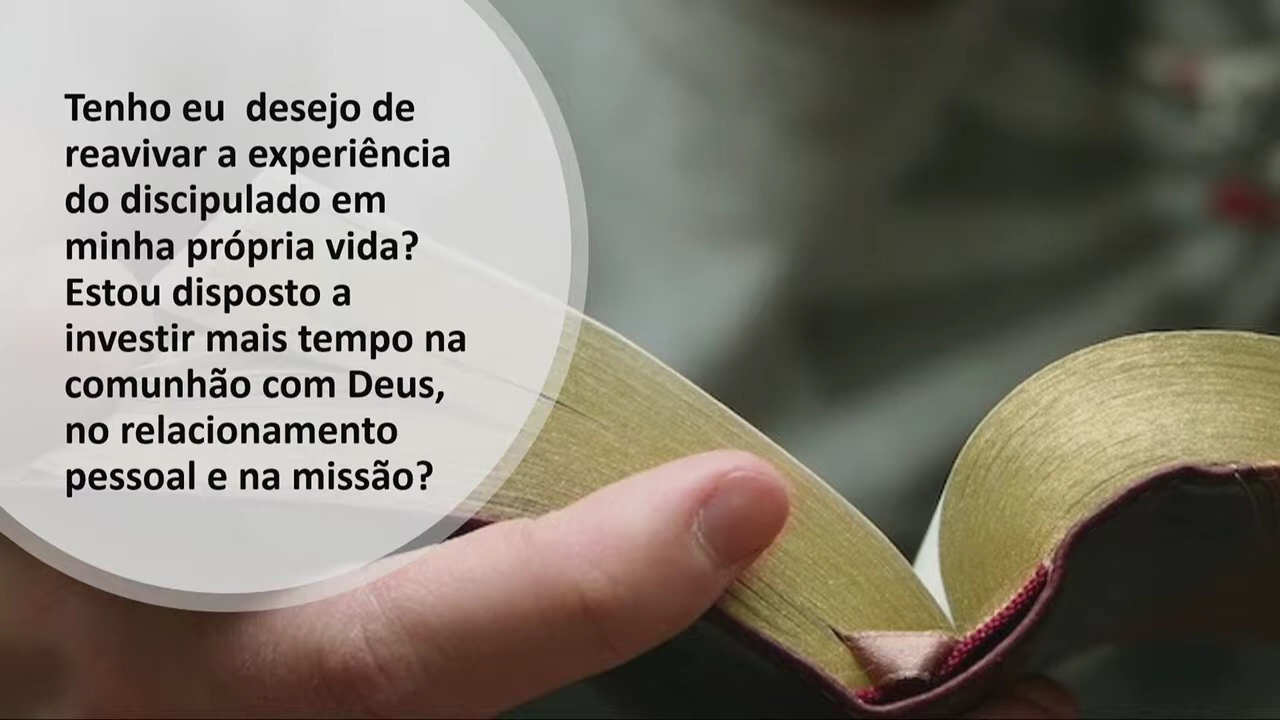 Tenho eu  desejo de
reavivar a experiência
do discipulado em
minha própria vida?
Estou disposto a
investir mais tempo na
comunhão com Deus,
no relacionamento
pessoal e na missão?